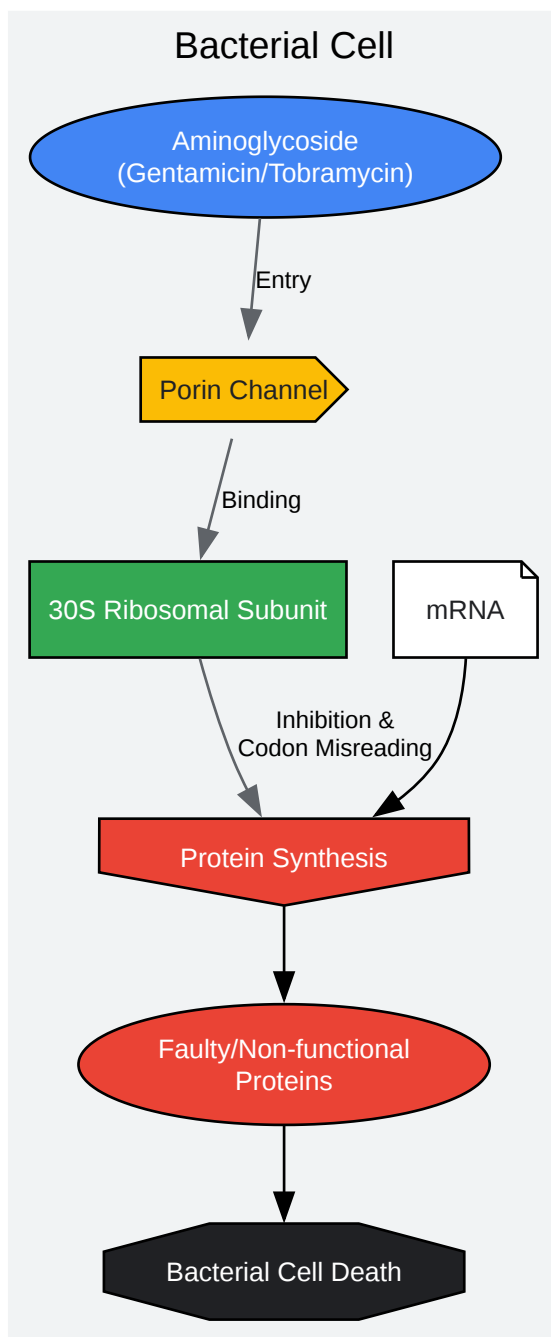 Bacterial Cell
Aminoglycoside
(Gentamicin/Tobramycin)
Entry
Porin Channel
Binding
30S Ribosomal Subunit
mRNA
Inhibition &
Codon Misreading
Protein Synthesis
Faulty/Non-functional
Proteins
Bacterial Cell Death